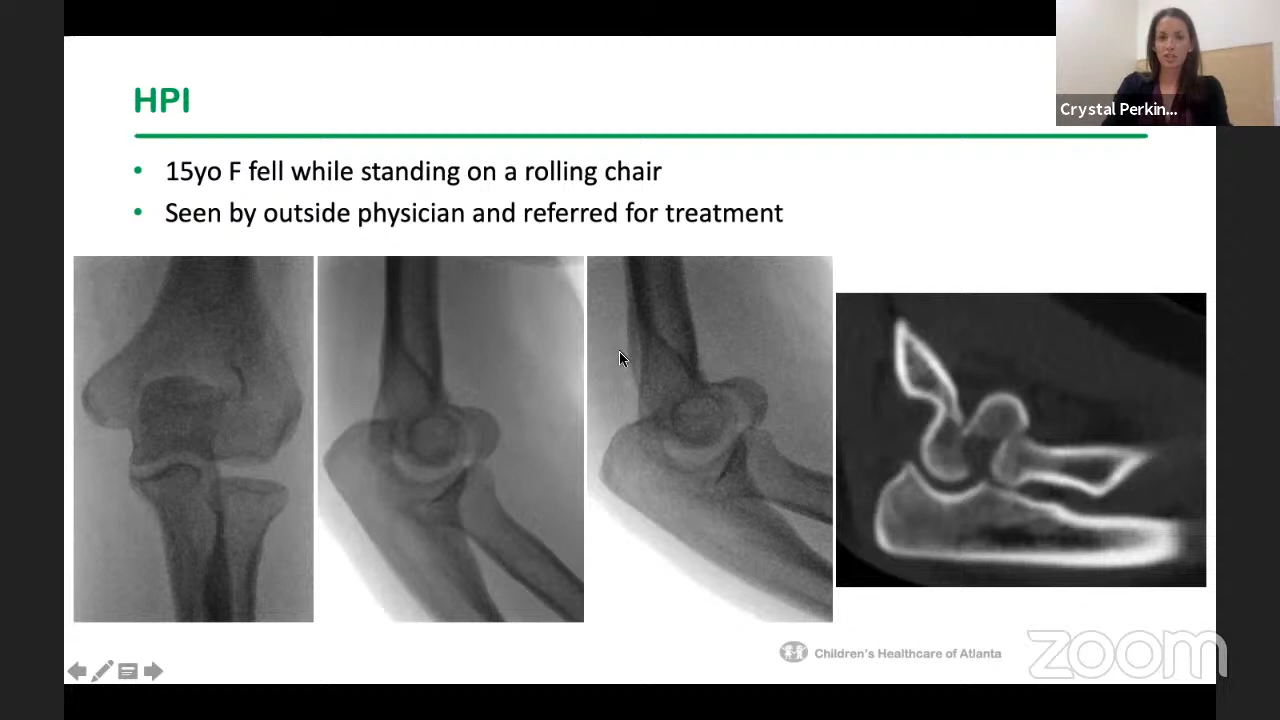 HPI
Crystal Perkin...
• 15yo F fell while standing on a rolling chair
• Seen by outside physician and referred for treatment
Children's Healthcare of Atlanta
zoom